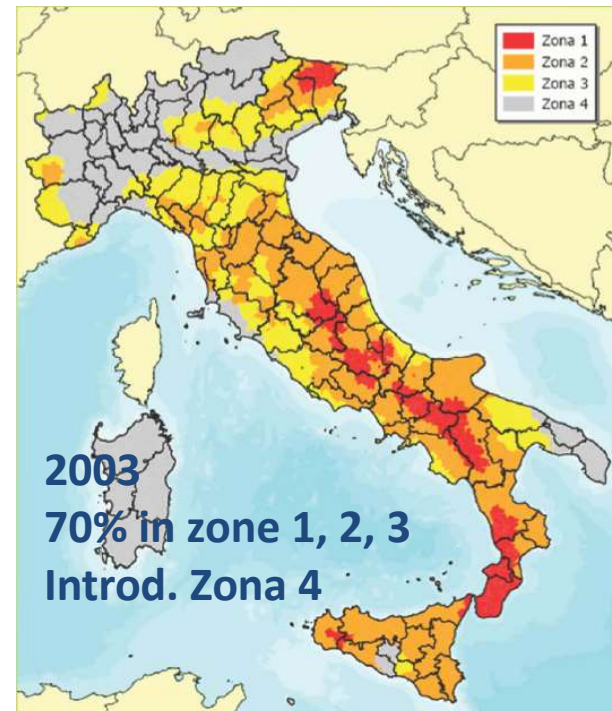 Zona 1
Zona 2
Zona 3
Zona 4
2003
70% in zone 1, 2, 3
Introd. Zona 4